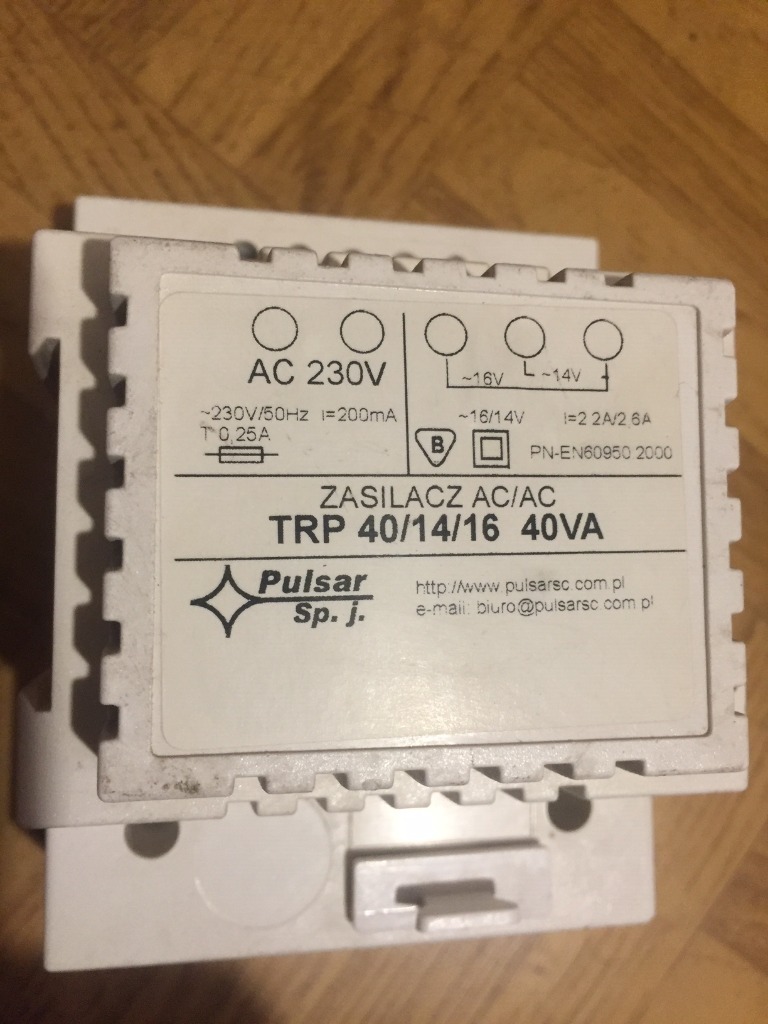 ~16V
~14V
AC 230V
~230V/50Hz I=200mA
T 0,25A
~16/14V I=2.2A/2.6A
B
PN-EN60950:2000
ZASILACZ AC/AC
TRP 40/14/16 40VA
Pulsar
Sp. j.
http://www.pulsarsc.com.pl
e-mail: biuro@pulsarsc.com.pl